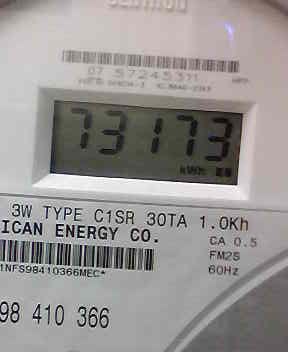 07 57245311
73173
kWh
3W TYPE C1SR 30TA 1.0Kh
ICAN ENERGY CO.
CA 0.5
FM2S
60Hz
1NFS98410366MEC*
98 410 366